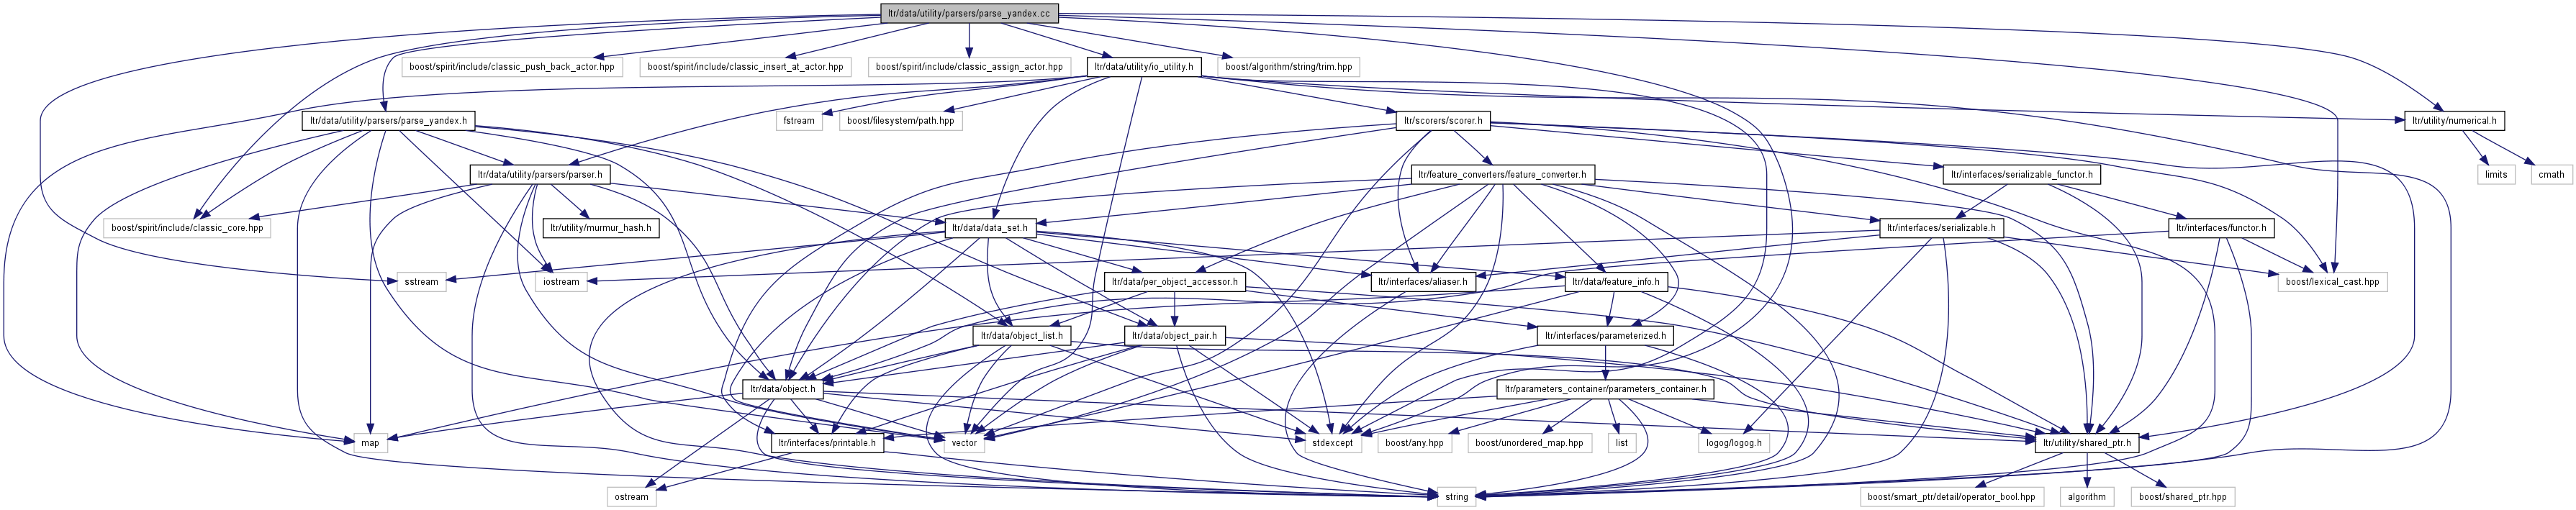 ltr/data/utility/parsers/parse_yandex.cc
boost/spirit/include/classic_push_back_actor.hpp
boost/spirit/include/classic_insert_at_actor.hpp
boost/spirit/include/classic_assign_actor.hpp
ltr/data/utility/io_utility.h
boost/algorithm/string/trim.hpp
ltr/data/utility/parsers/parse_yandex.h
fstream
boost/filesystem/path.hpp
ltr/scorers/scorer.h
ltr/utility/numerical.h
ltr/data/utility/parsers/parser.h
ltr/feature_converters/feature_converter.h
ltr/interfaces/serializable_functor.h
limits
cmath
boost/spirit/include/classic_core.hpp
ltr/utility/murmur_hash.h
ltr/data/data_set.h
ltr/interfaces/serializable.h
ltr/interfaces/functor.h
sstream
iostream
ltr/data/per_object_accessor.h
ltr/interfaces/aliaser.h
ltr/data/feature_info.h
boost/lexical_cast.hpp
ltr/data/object_list.h
ltr/data/object_pair.h
ltr/interfaces/parameterized.h
ltr/data/object.h
ltr/parameters_container/parameters_container.h
map
ltr/interfaces/printable.h
vector
stdexcept
boost/any.hpp
boost/unordered_map.hpp
list
logog/logog.h
ltr/utility/shared_ptr.h
ostream
string
boost/smart_ptr/detail/operator_bool.hpp
algorithm
boost/shared_ptr.hpp